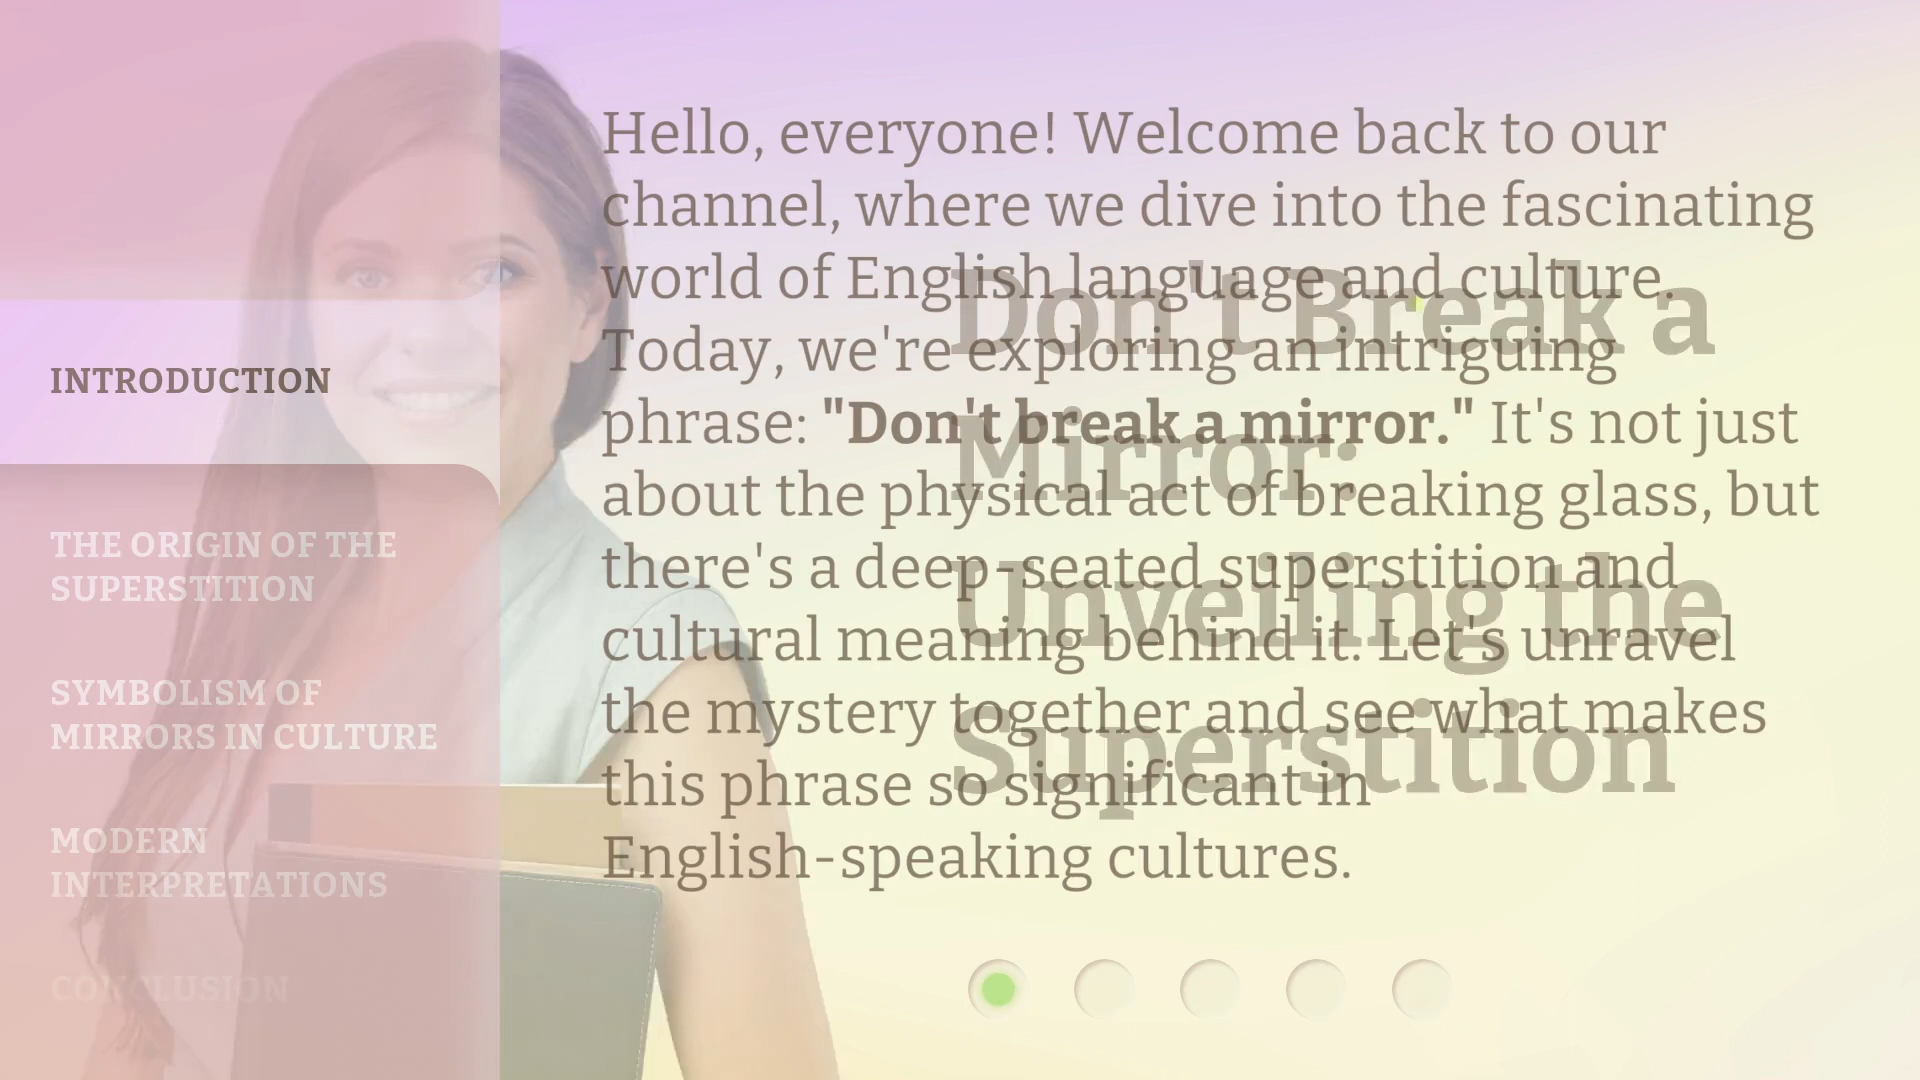 INTRODUCTION
THE ORIGIN OF THE
SUPERSTITION
SYMBOLISM OF
MIRRORS IN CULTURE
MODERN
INTERPRETATIONS
CONCLUSION
Hello, everyone! Welcome back to our
channel, where we dive into the fascinating
world of English language and culture.
Today, we're exploring an intriguing
phrase: "Don't break a mirror." It's not just
about the physical act of breaking glass, but
there's a deep-seated superstition and
cultural meaning behind it. Let's unravel
the mystery together and see what makes
this phrase so significant in
English-speaking cultures.
Don't Break a
Mirror:
Unveiling the
Superstition